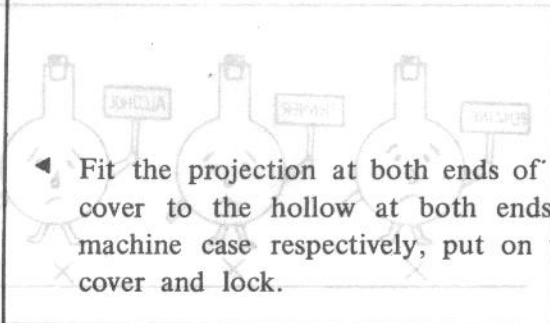 ◄ Fit the projection at both ends of
cover to the hollow at both ends
machine case respectively, put on
cover and lock.